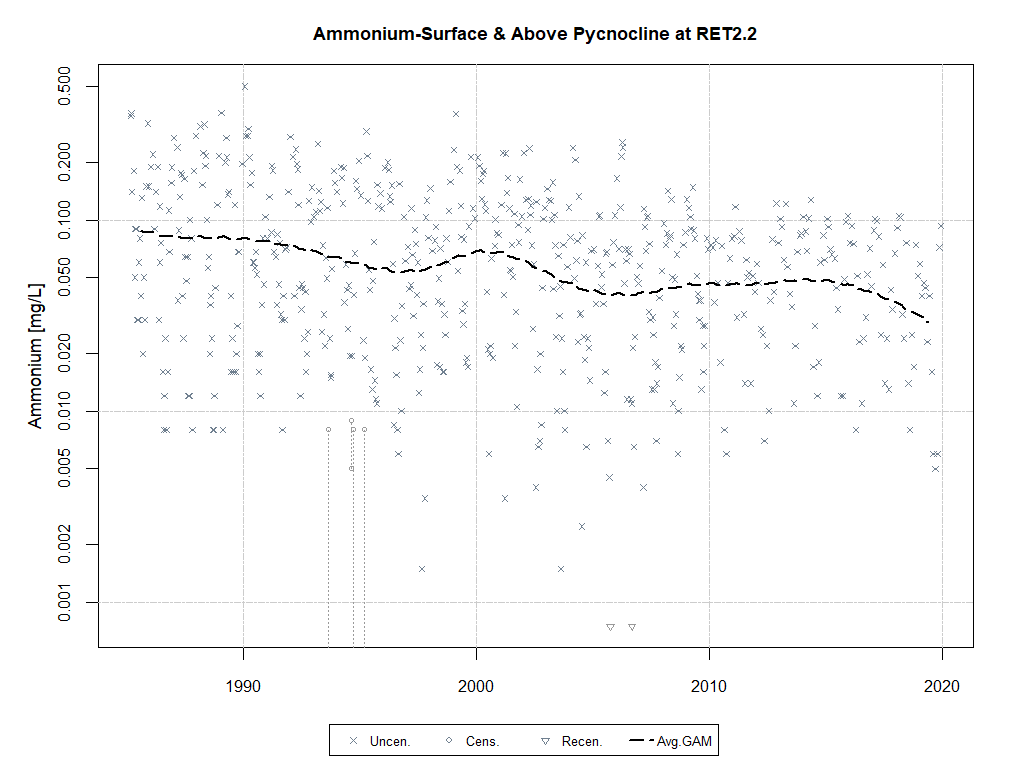 Ammonium-Surface & Above Pycnocline at RET2.2
Ammonium [mg/L]
0.500
0.200
0.100
0.050
0.020
0.010
0.005
0.002
0.001
1990 2000 2010 2020
Uncen. Cens. Recen. Avg.GAM